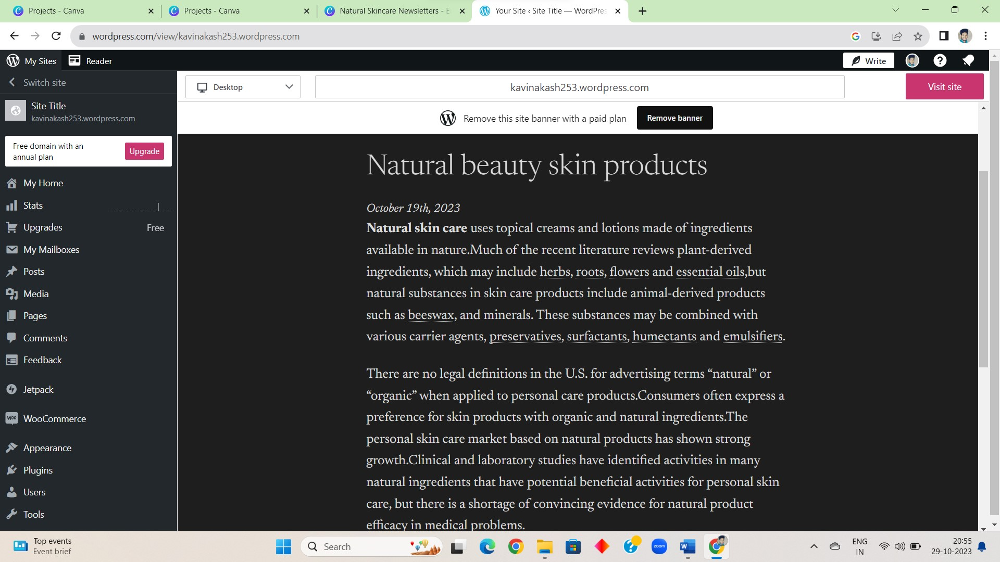 Projects - Canva
Projects - Canva
Natural Skincare Newsletters - E
Your Site ‹ Site Title — WordPres
wordpress.com/view/kavinakash253.wordpress.com
My Sites
Reader
Write
Switch site
Site Title
kavinakash253.wordpress.com
Free domain with an
annual plan
Upgrade
My Home
Stats
Upgrades
Free
My Mailboxes
Posts
Media
Pages
Comments
Feedback
Jetpack
WooCommerce
Appearance
Plugins
Users
Tools
Desktop
kavinakash253.wordpress.com
Visit site
Remove this site banner with a paid plan
Remove banner
Natural beauty skin products
October 19th, 2023
Natural skin care uses topical creams and lotions made of ingredients
available in nature.Much of the recent literature reviews plant-derived
ingredients, which may include herbs, roots, flowers and essential oils,but
natural substances in skin care products include animal-derived products
such as beeswax, and minerals. These substances may be combined with
various carrier agents, preservatives, surfactants, humectants and emulsifiers.
There are no legal definitions in the U.S. for advertising terms “natural” or
“organic” when applied to personal care products.Consumers often express a
preference for skin products with organic and natural ingredients.The
personal skin care market based on natural products has shown strong
growth.Clinical and laboratory studies have identified activities in many
natural ingredients that have potential beneficial activities for personal skin
care, but there is a shortage of convincing evidence for natural product
efficacy in medical problems.
Top events
Event brief
Search
zoom
ENG
IN
20:55
29-10-2023